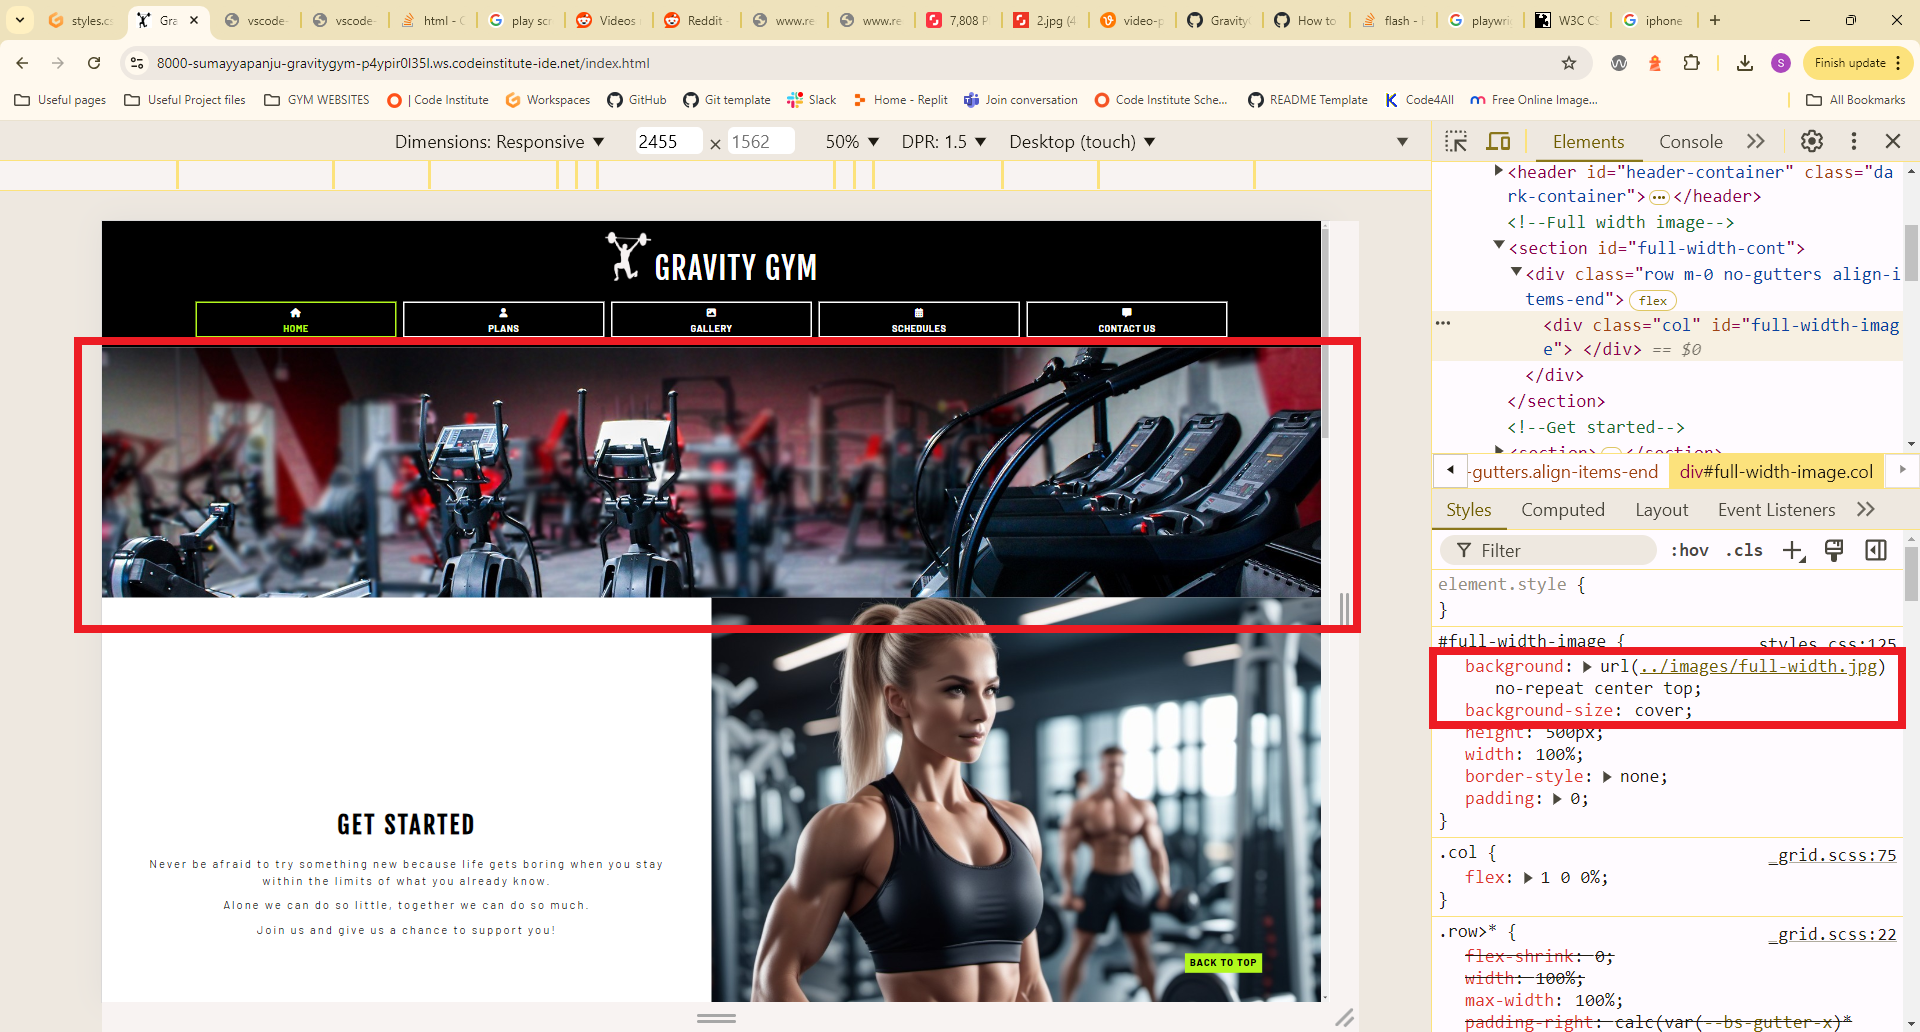 styles.cs
Gra
vscode-
vscode-
html - C
play scr
Videos
Reddit -
www.re
www.re
7,808 P
2.jpg (4
video-p
Gravity
How to
flash -
playwri
W3C CS
iphone
8000-sumayyapanju-gravitygym-p4ypir0l35l.ws.codeinstitute-ide.net/index.html
S
Finish update
Useful pages
Useful Project files
GYM WEBSITES
| Code Institute
Workspaces
GitHub
Git template
Slack
Home - Replit
Join conversation
Code Institute Sche...
README Template
Code4All
Free Online Image...
All Bookmarks
Dimensions: Responsive
2455
×
1562
50%
DPR: 1.5
Desktop (touch)
Elements
Console
<header id="header-container" class="da
rk-container"> ... </header>
<!--Full width image-->
<section id="full-width-cont">
<div class="row m-0 no-gutters align-i
tems-end"> flex
<div class="col" id="full-width-imag
e"> </div> == $0
</div>
</section>
<!--Get started-->
-gutters.align-items-end
div#full-width-image.col
Styles
Computed
Layout
Event Listeners
Filter
:hov
.cls
element.style {
}
#full-width-image {
styles.css:125
background: url(../images/full-width.jpg)
no-repeat center top;
background-size: cover;
height: 500px;
width: 100%;
border-style: none;
padding: 0;
}
.col {
_grid.scss:75
flex: 1 0 0%;
}
.row>* {
_grid.scss:22
flex-shrink: 0;
width: 100%;
max-width: 100%;
padding-right: calc(var(--bs-gutter-x)*
GRAVITY GYM
HOME
PLANS
GALLERY
SCHEDULES
CONTACT US
GET STARTED
Never be afraid to try something new because life gets boring when you stay
within the limits of what you already know.
Alone we can do so little, together we can do so much.
Join us and give us a chance to support you!
BACK TO TOP